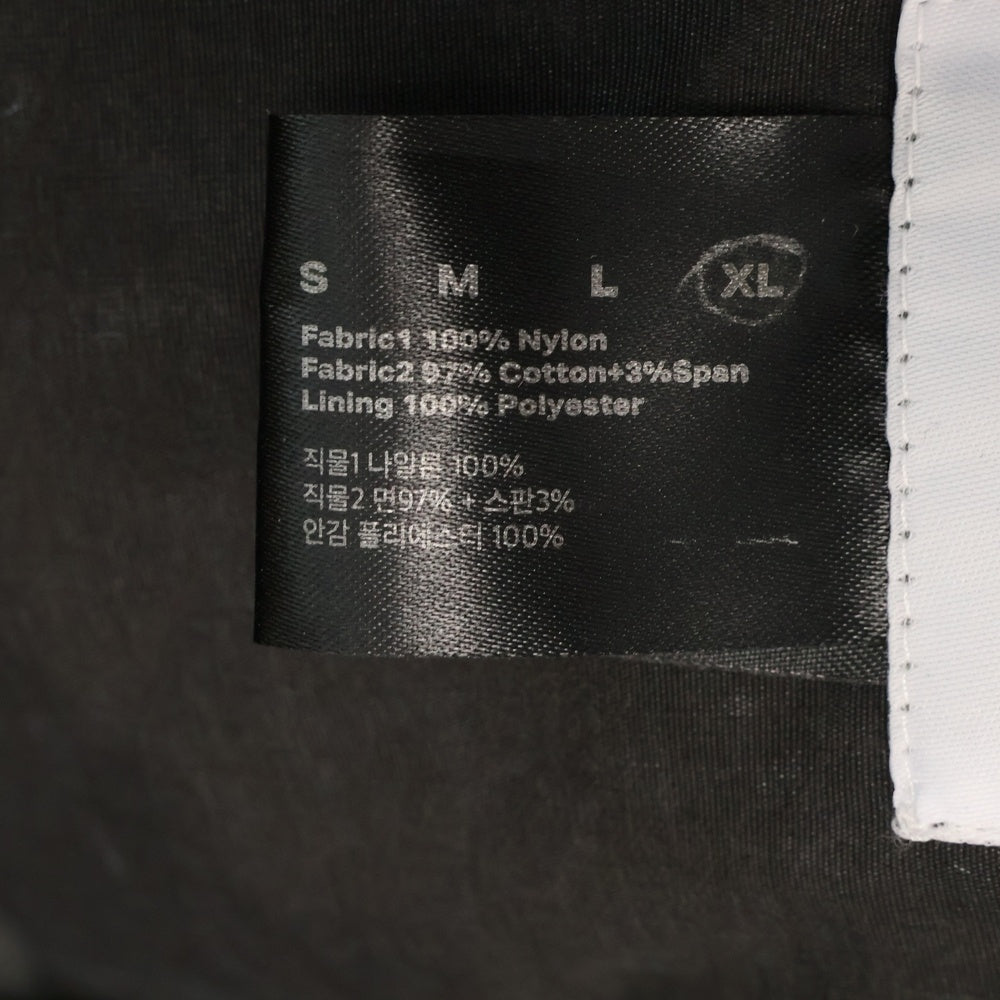 S M L XL
Fabric1 100% Nylon
Fabric2 97% Cotton+3%Span
Lining 100% Polyester
직물1 나일론 100%
직물2 면97% + 스판3%
안감 폴리에스터 100%